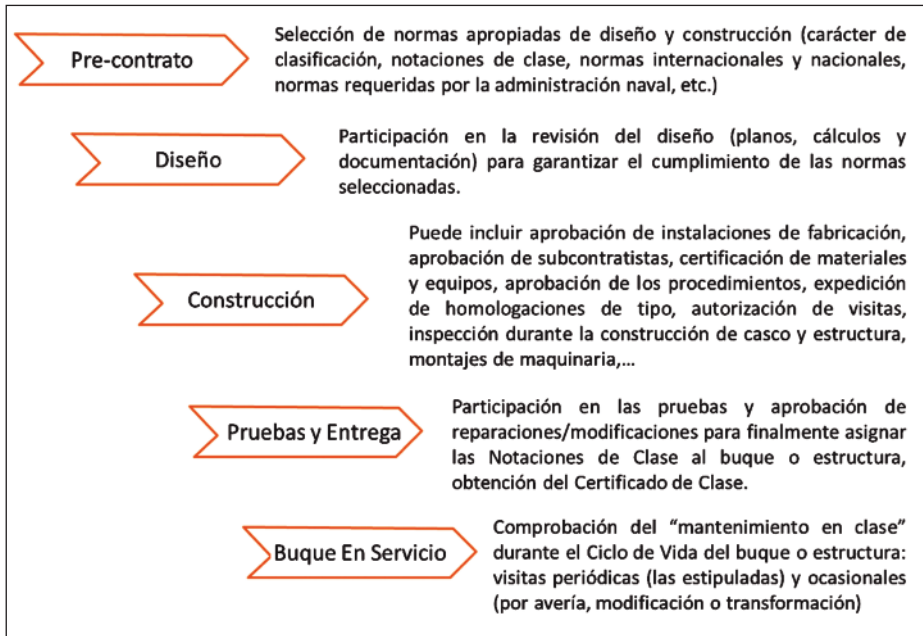 Pre-contrato
Selección de normas apropiadas de diseño y construcción (carácter de
clasificación, notaciones de clase, normas internacionales y nacionales,
normas requeridas por la administración naval, etc.)
Diseño
Participación en la revisión del diseño (planos, cálculos y
documentación) para garantizar el cumplimiento de las normas
seleccionadas.
Construcción
Puede incluir aprobación de instalaciones de fabricación,
aprobación de subcontratistas, certificación de materiales
y equipos, aprobación de los procedimientos, expedición
de homologaciones de tipo, autorización de visitas,
inspección durante la construcción de casco y estructura,
montajes de maquinaria,...
Pruebas y Entrega
Participación en las pruebas y aprobación de
reparaciones/modificaciones para finalmente asignar
las Notaciones de Clase al buque o estructura,
obtención del Certificado de Clase.
Buque En Servicio
Comprobación del “mantenimiento en clase”
durante el Ciclo de Vida del buque o estructura:
visitas periódicas (las estipuladas) y ocasionales
(por avería, modificación o transformación)